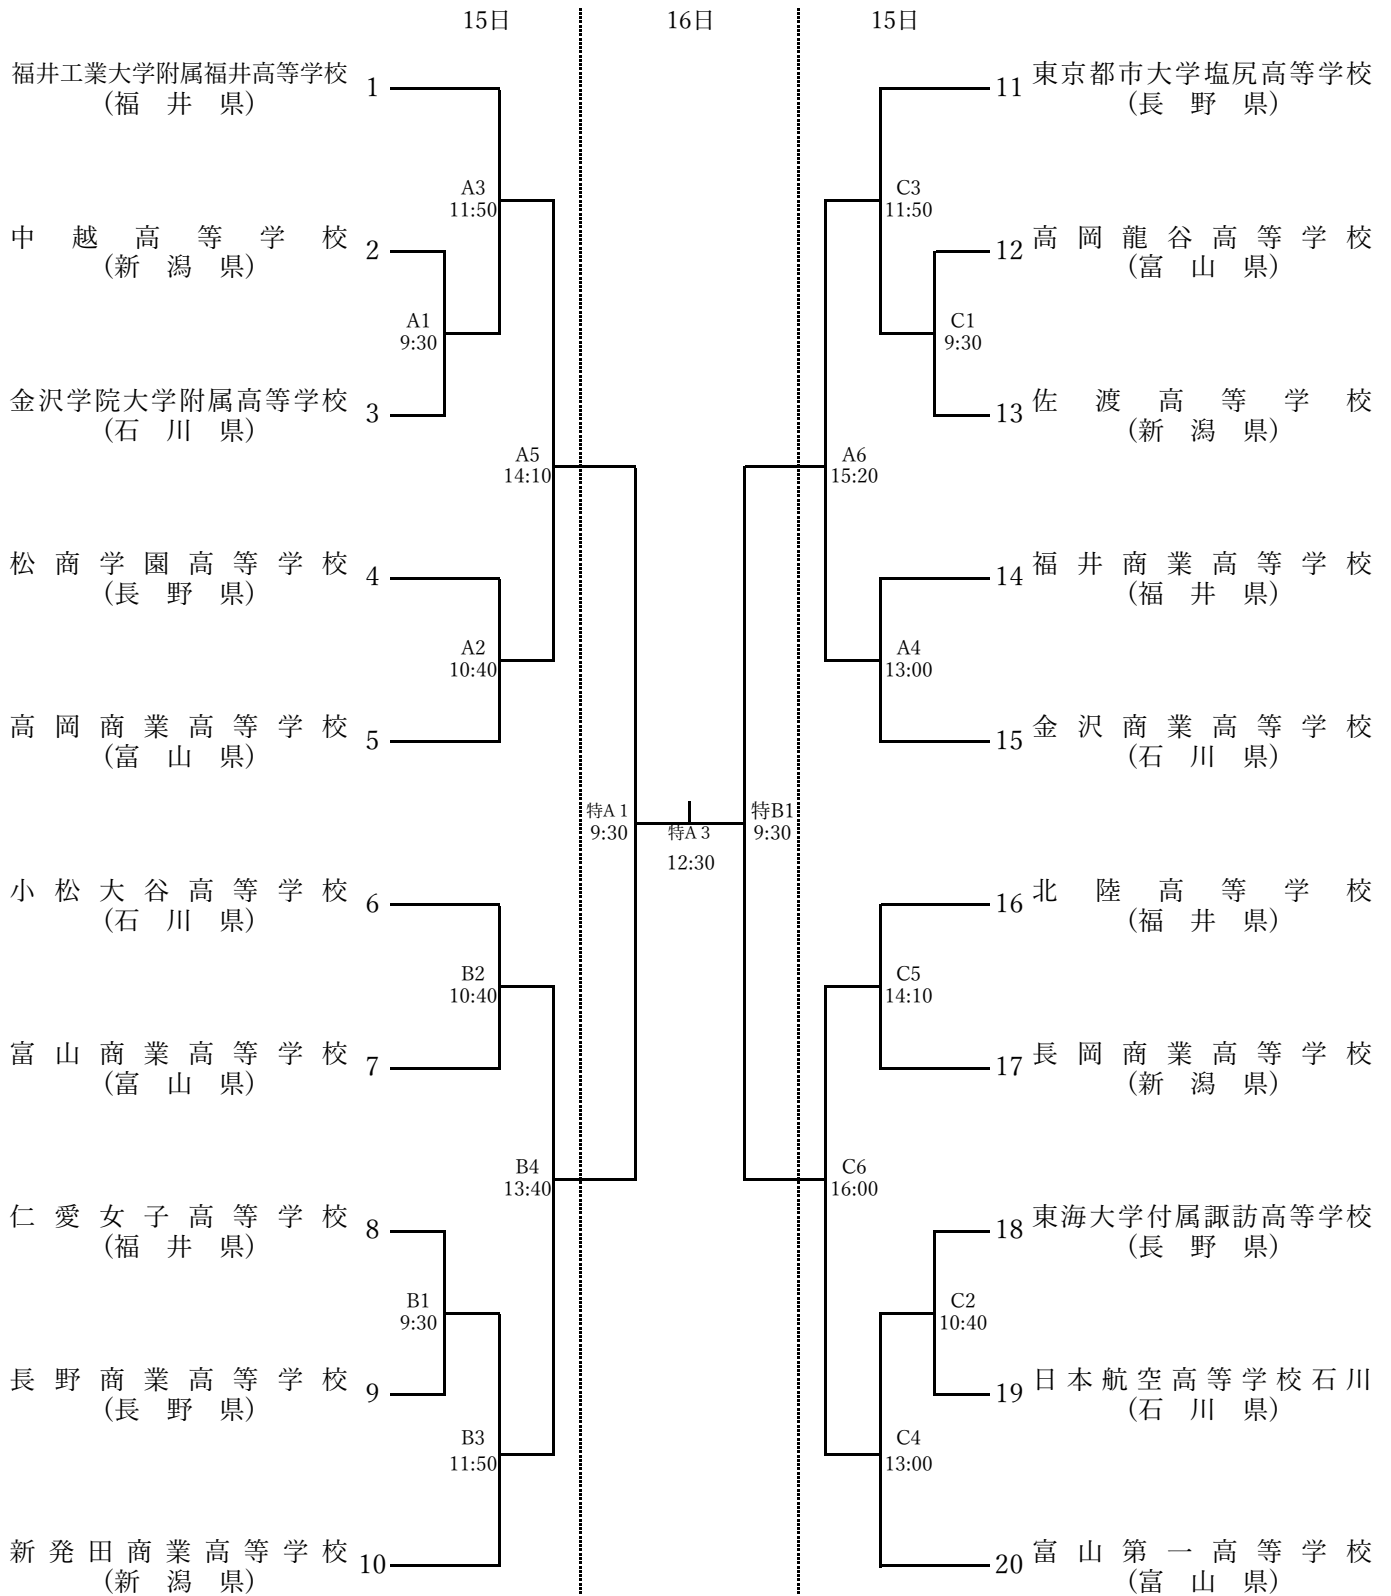 15日 16日 15日
福井工業大学附属福井高等学校 1
(福井県)
中越高等学校 2
(新潟県)
金沢学院大学附属高等学校 3
(石川県)
松商学園高等学校 4
(長野県)
高岡商業高等学校 5
(富山県)
小松大谷高等学校 6
(石川県)
富山商業高等学校 7
(富山県)
仁愛女子高等学校 8
(福井県)
長野商業高等学校 9
(長野県)
新発田商業高等学校 10
(新潟県)
A3
11:50
A1
9:30
A5
14:10
A2
10:40
B2
10:40
B4
13:40
B1
9:30
B3
11:50
特A 1
9:30
特A 3
12:30
特B1
9:30
C3
11:50
C1
9:30
A6
15:20
A4
13:00
C5
14:10
C6
16:00
C2
10:40
C4
13:00
11 東京都市大学塩尻高等学校
(長野県)
12 高岡龍谷高等学校
(富山県)
13 佐渡高等学校
(新潟県)
14 福井商業高等学校
(福井県)
15 金沢商業高等学校
(石川県)
16 北陸高等学校
(福井県)
17 長岡商業高等学校
(新潟県)
18 東海大学付属諏訪高等学校
(長野県)
19 日本航空高等学校石川
(石川県)
20 富山第一高等学校
(富山県)